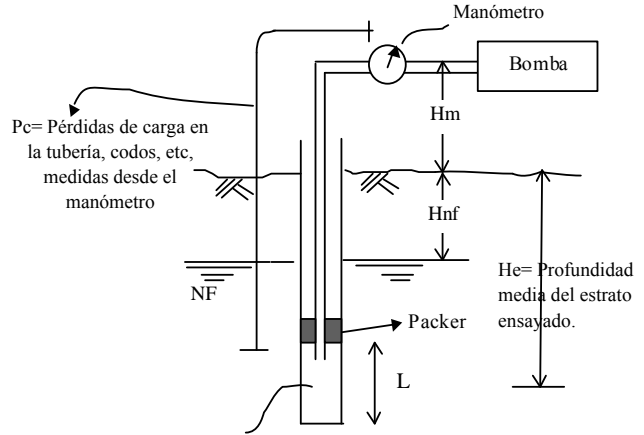 Manómetro
Bomba
Hm
Pc= Pérdidas de carga en
la tubería, codos, etc,
medidas desde el
manómetro
Hnf
NF
He= Profundidad
media del estrato
ensayado.
Packer
L